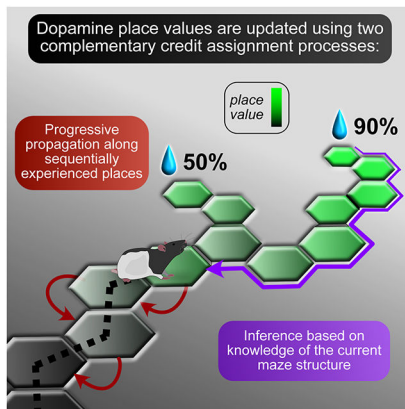 Dopamine place values are updated using two
complementary credit assignment processes:
place
value
90%
50%
Progressive
propagation along
sequentially
experienced places
Inference based on
knowledge of the current
maze structure